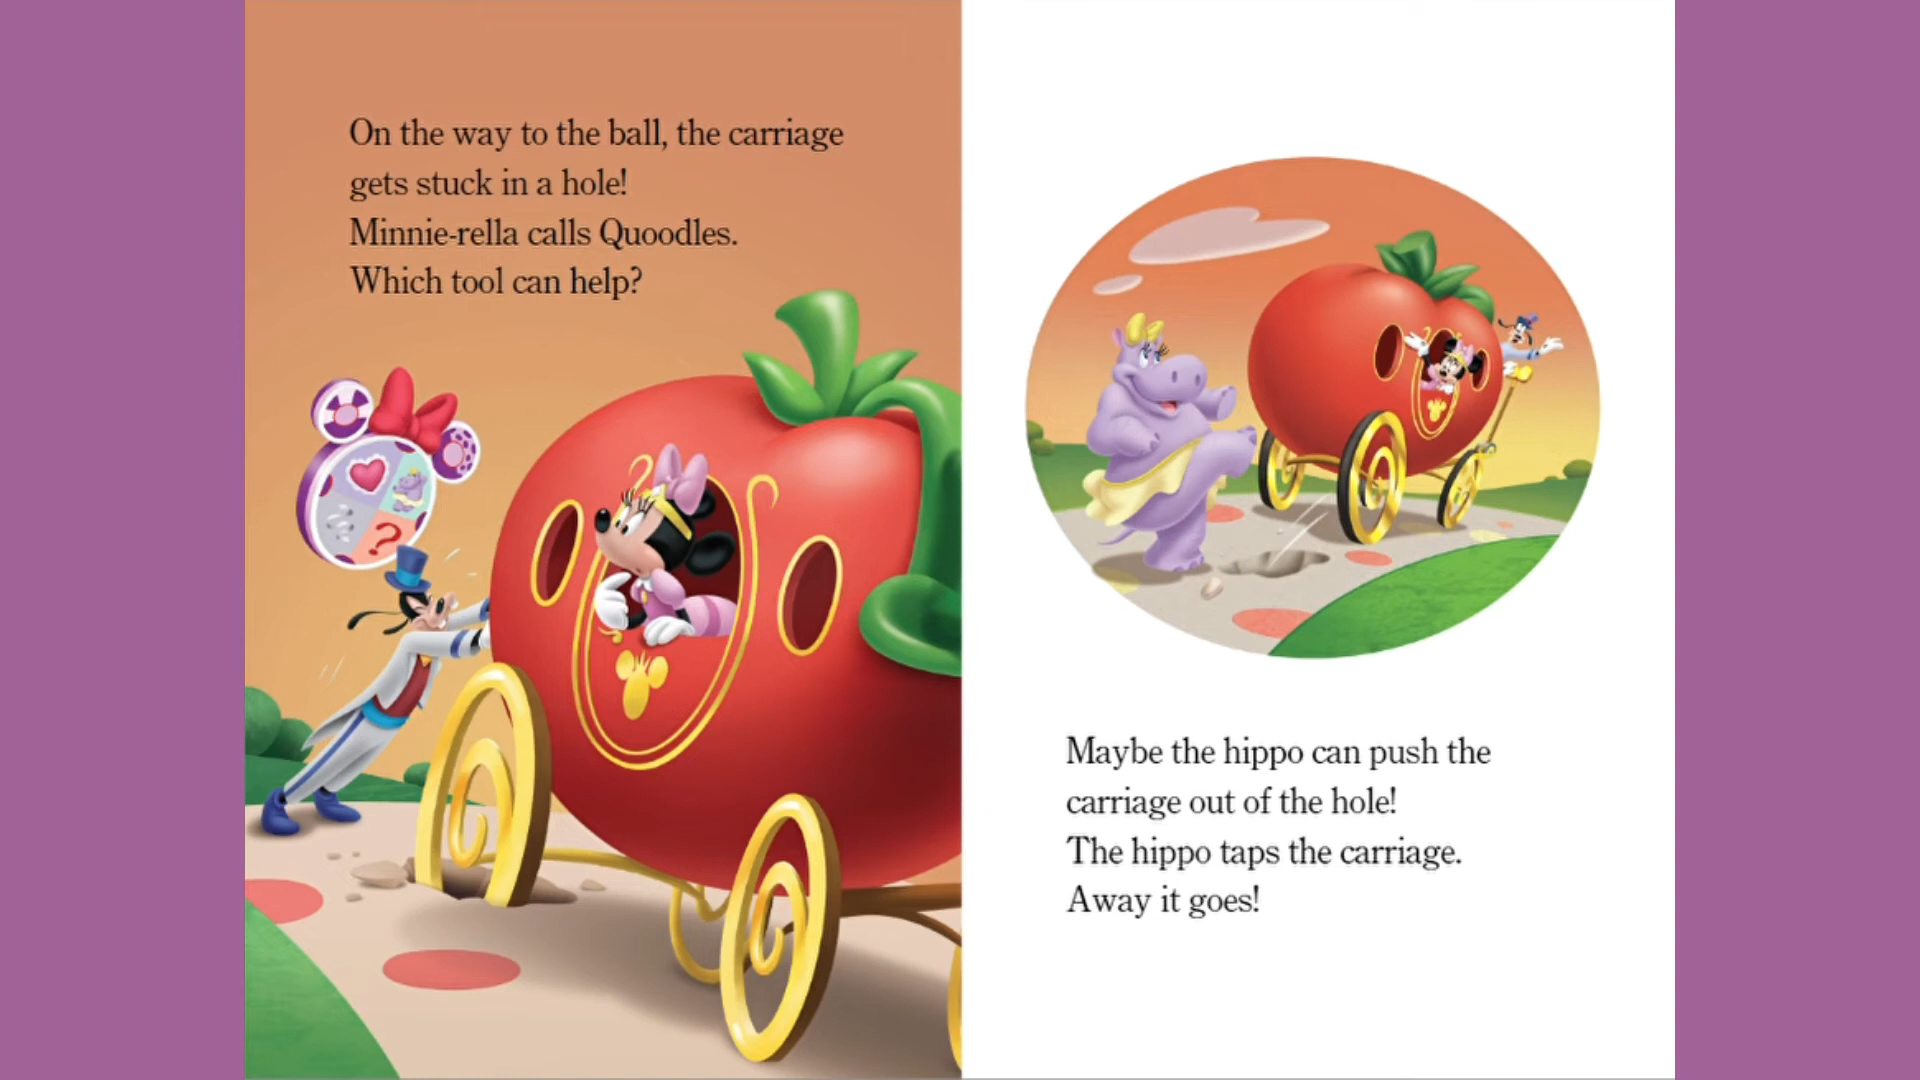 On the way to the ball, the carriage
gets stuck in a hole!
Minnie-rella calls Quoodles.
Which tool can help?
?
Maybe the hippo can push the
carriage out of the hole!
The hippo taps the carriage.
Away it goes!